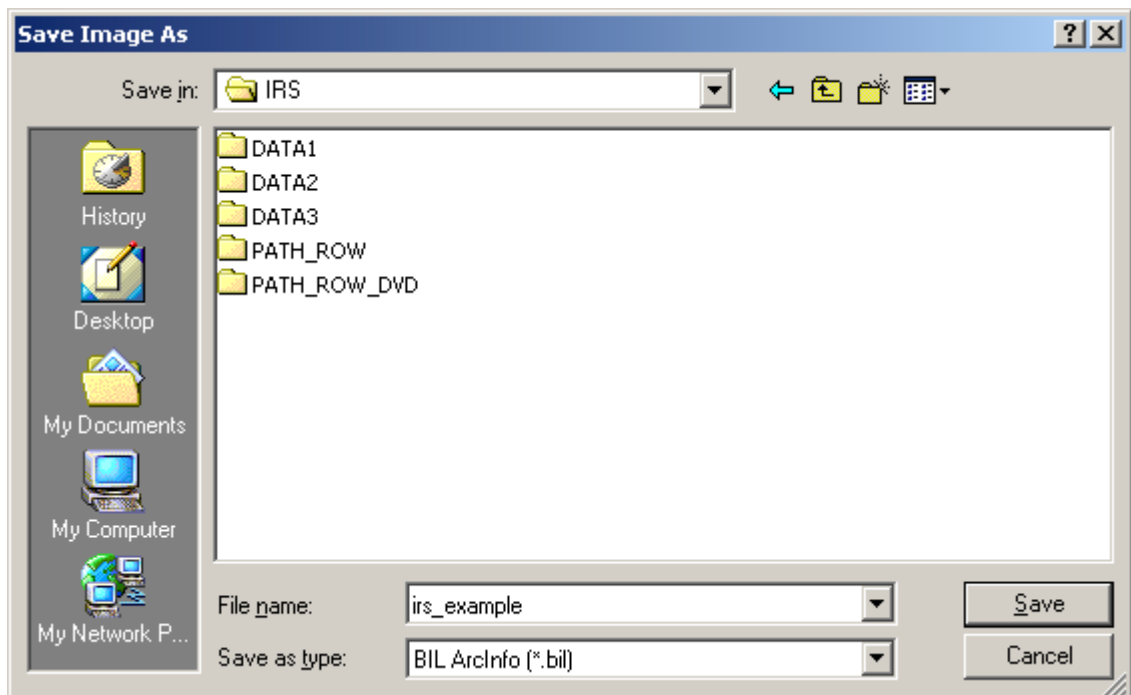 Save Image As
Save in:
IRS
History
Desktop
My Documents
My Computer
My Network P...
DATA1
DATA2
DATA3
PATH_ROW
PATH_ROW_DVD
File name:
irs_example
Save
Save as type:
BIL ArcInfo (*.bil)
Cancel